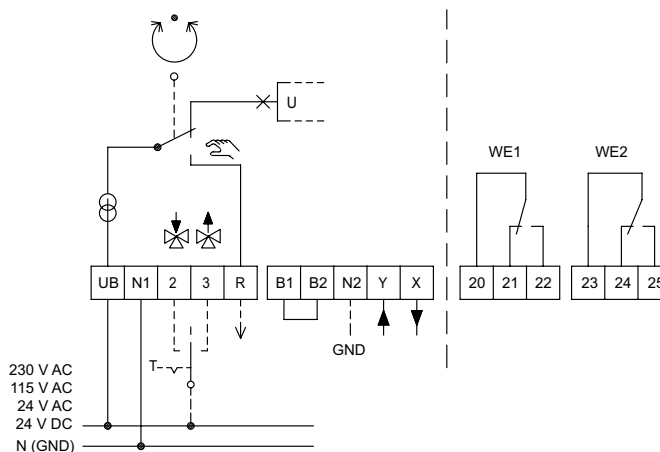 U
WE1 WE2
UB N1 2 3 R B1 B2 N2 Y X 20 21 22 23 24 25
GND
T
230 V AC
115 V AC
24 V AC
24 V DC
N (GND)